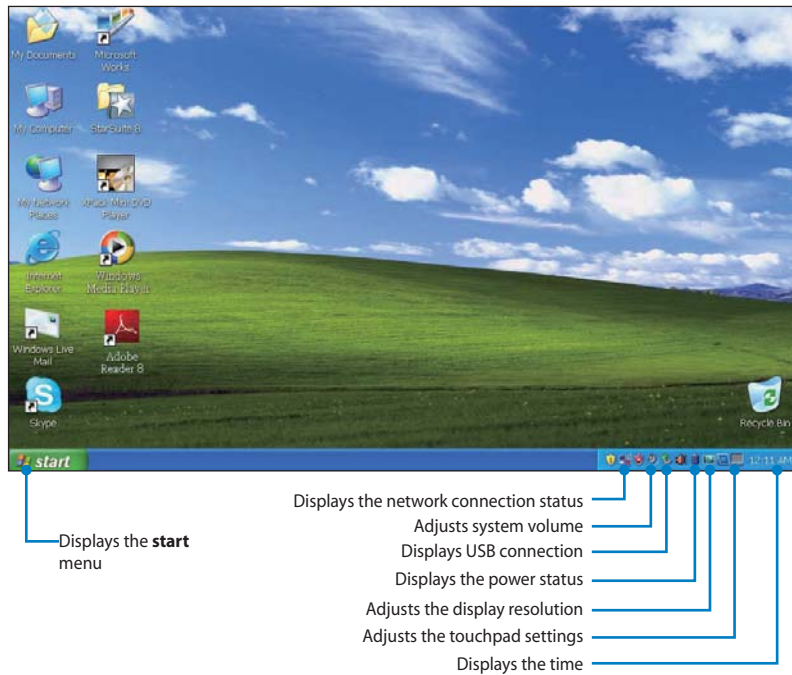 My Documents
Microsoft
Works
My Computer
StarSuite 8
My Network
Places
XPack Mini DVD
Player
Internet
Explorer
Windows
Media Player
Windows Live
Mail
Adobe
Reader 8
Skype
Recycle Bin
start
12:11 AM
Displays the network connection status
Adjusts system volume
Displays the start
menu
Displays USB connection
Displays the power status
Adjusts the display resolution
Adjusts the touchpad settings
Displays the time